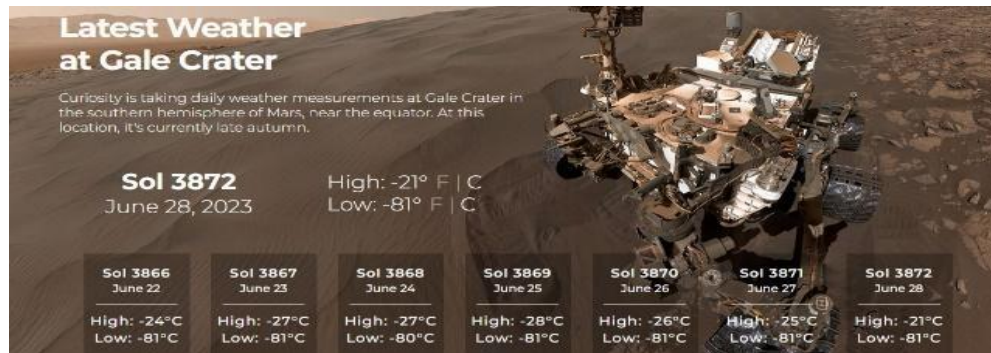 Latest Weather
at Gale Crater
Curiosity is taking daily weather measurements at Gale Crater in
the southern hemisphere of Mars, near the equator. At this
location, it's currently late autumn.
Sol 3872
June 28, 2023
High: -21° F | C
Low: -81° F | C
Sol 3866
June 22
High: -24°C
Low: -81°C
Sol 3867
June 23
High: -27°C
Low: -81°C
Sol 3868
June 24
High: -27°C
Low: -80°C
Sol 3869
June 25
High: -28°C
Low: -81°C
Sol 3870
June 26
High: -26°C
Low: -81°C
Sol 3871
June 27
High: -25°C
Low: -81°C
Sol 3872
June 28
High: -21°C
Low: -81°C